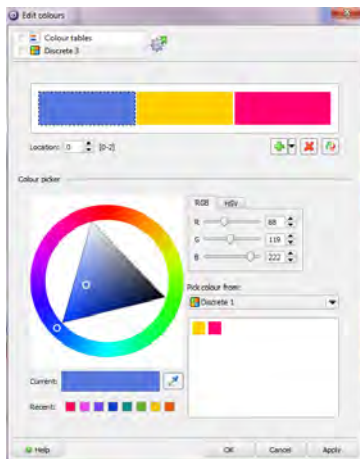 Edit colours
Colour tables
Discrete 3
Location: 0 [0-2]
Colour picker
RGB HSV
R 88
G 119
B 222
Pick colour from:
Discrete 1
Current:
Recent:
Help OK Cancel Apply